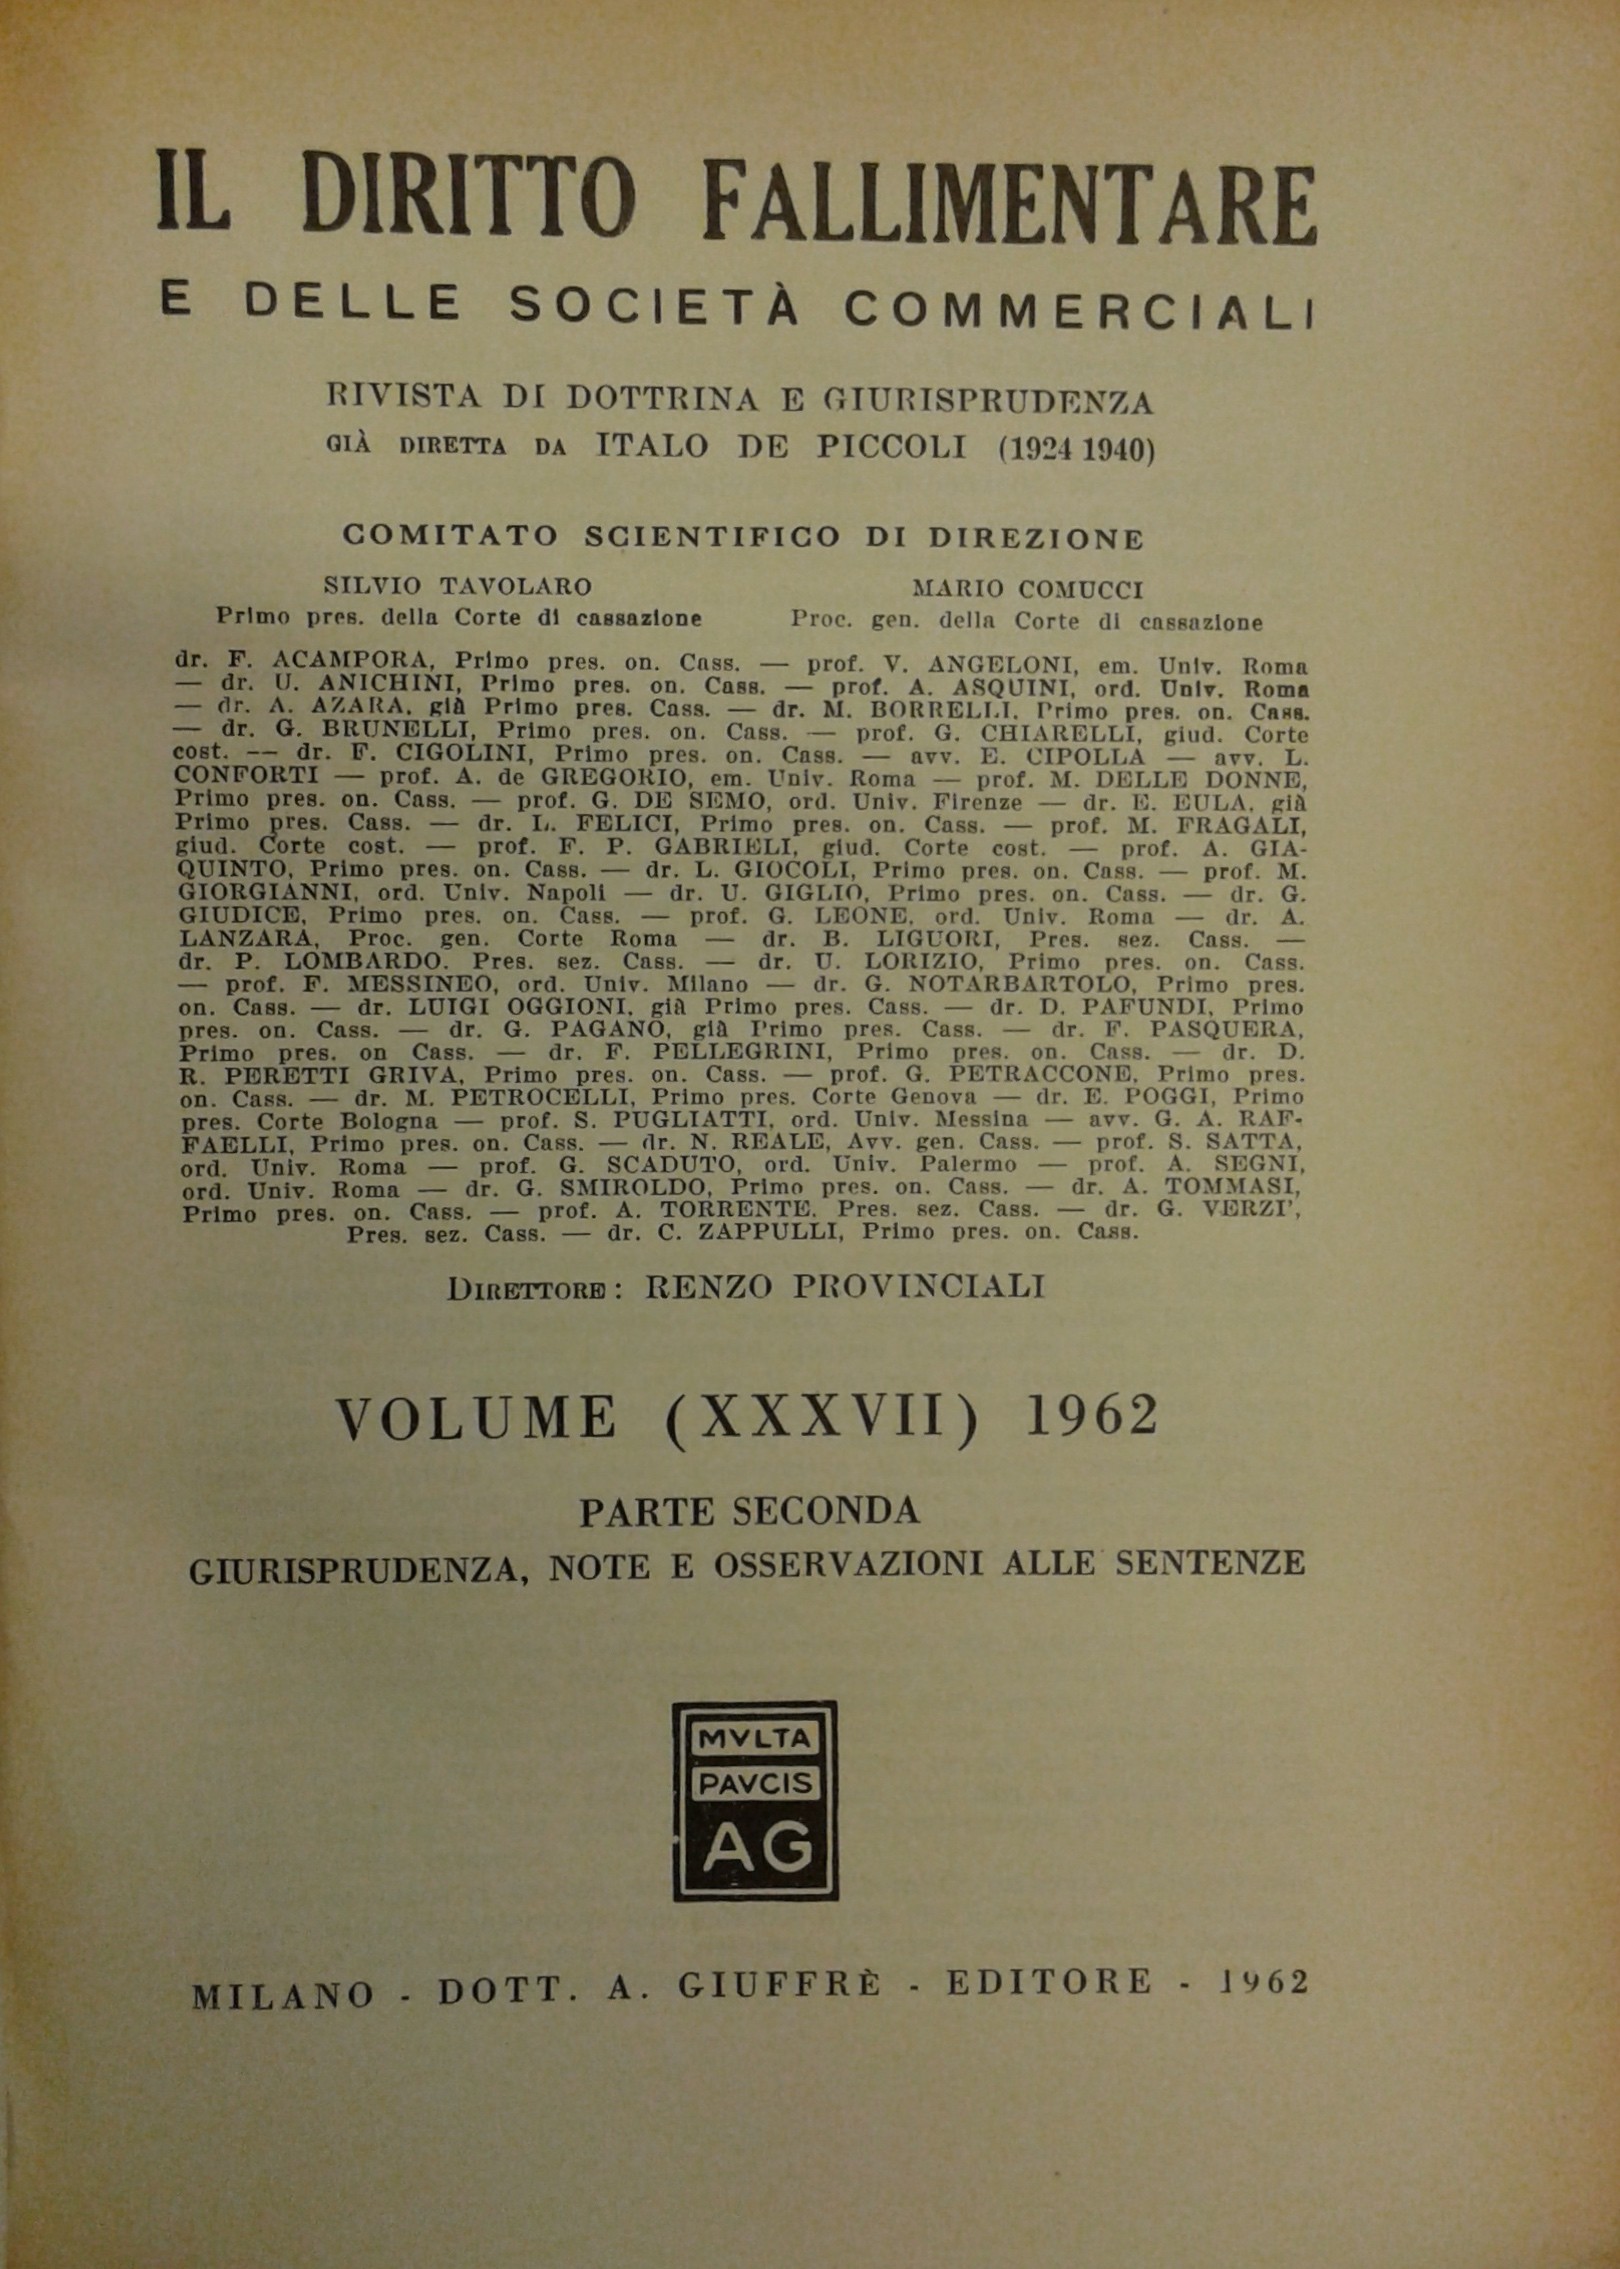 IL DIRITTO FALLIMENTARE
E DELLE SOCIETÀ COMMERCIALI
RIVISTA DI DOTTRINA E GIURISPRUDENZA
GIÀ DIRETTA DA ITALO DE PICCOLI (1924 1940)
COMITATO SCIENTIFICO DI DIREZIONE
SILVIO TAVOLARO MARIO COMUCCI
Primo pres. della Corte di cassazione Proc. gen. della Corte di cassazione
dr. F. ACAMPORA, Primo pres. on. Cass. — prof. V. ANGELONI, em. Univ. Roma
— dr. U. ANICHINI, Primo pres. on. Cass. — prof. A. ASQUINI, ord. Univ. Roma
— dr. A. AZARA, già Primo pres. Cass. — dr. M. BORRELLI, Primo pres. on. Cass.
— dr. G. BRUNELLI, Primo pres. on. Cass. — prof. G. CHIARELLI, giud. Corte
cost. — dr. F. CIGOLINI, Primo pres. on. Cass. — avv. E. CIPOLLA — avv. L.
CONFORTI — prof. A. de GREGORIO, em. Univ. Roma — prof. M. DELLE DONNE,
Primo pres. on. Cass. — prof. G. DE SEMO, ord. Univ. Firenze — dr. E. EULA, già
Primo pres. Cass. — dr. L. FELICI, Primo pres. on. Cass. — prof. M. FRAGALI,
giud. Corte cost. — prof. F. P. GABRIELI, giud. Corte cost. — prof. A. GIA-
QUINTO, Primo pres. on. Cass. — dr. L. GIOCOLI, Primo pres. on. Cass. — prof. M.
GIORGIANNI, ord. Univ. Napoli — dr. U. GIGLIO, Primo pres. on. Cass. — dr. G.
GIUDICE, Primo pres. on. Cass. — prof. G. LEONE, ord. Univ. Roma — dr. A.
LANZARA, Proc. gen. Corte Roma — dr. B. LIGUORI, Pres. sez. Cass. —
dr. P. LOMBARDO, Pres. sez. Cass. — dr. U. LORIZIO, Primo pres. on. Cass.
— prof. F. MESSINEO, ord. Univ. Milano — dr. G. NOTARBARTOLO, Primo pres.
on. Cass. — dr. LUIGI OGGIONI, già Primo pres. Cass. — dr. D. PAFUNDI, Primo
pres. on. Cass. — dr. G. PAGANO, già Primo pres. Cass. — dr. F. PASQUERA,
Primo pres. on Cass. — dr. F. PELLEGRINI, Primo pres. on. Cass. — dr. D.
R. PERETTI GRIVA, Primo pres. on. Cass. — prof. G. PETRACCONE, Primo pres.
on. Cass. — dr. M. PETROCELLI, Primo pres. Corte Genova — dr. E. POGGI, Primo
pres. Corte Bologna — prof. S. PUGLIATTI, ord. Univ. Messina — avv. G. A. RAF-
FAELLI, Primo pres. on. Cass. — dr. N. REALE, Avv. gen. Cass. — prof. S. SATTA,
ord. Univ. Roma — prof. G. SCADUTO, ord. Univ. Palermo — prof. A. SEGNI,
ord. Univ. Roma — dr. G. SMIROLDO, Primo pres. on. Cass. — dr. A. TOMMASI,
Primo pres. on. Cass. — prof. A. TORRENTE, Pres. sez. Cass. — dr. G. VERZI',
Pres. sez. Cass. — dr. C. ZAPPULLI, Primo pres. on. Cass.
DIRETTORE: RENZO PROVINCIALI
VOLUME (XXXVII) 1962
PARTE SECONDA
GIURISPRUDENZA, NOTE E OSSERVAZIONI ALLE SENTENZE
MVLTA
PAVCIS
AG
MILANO - DOTT. A. GIUFFRÈ - EDITORE - 1962